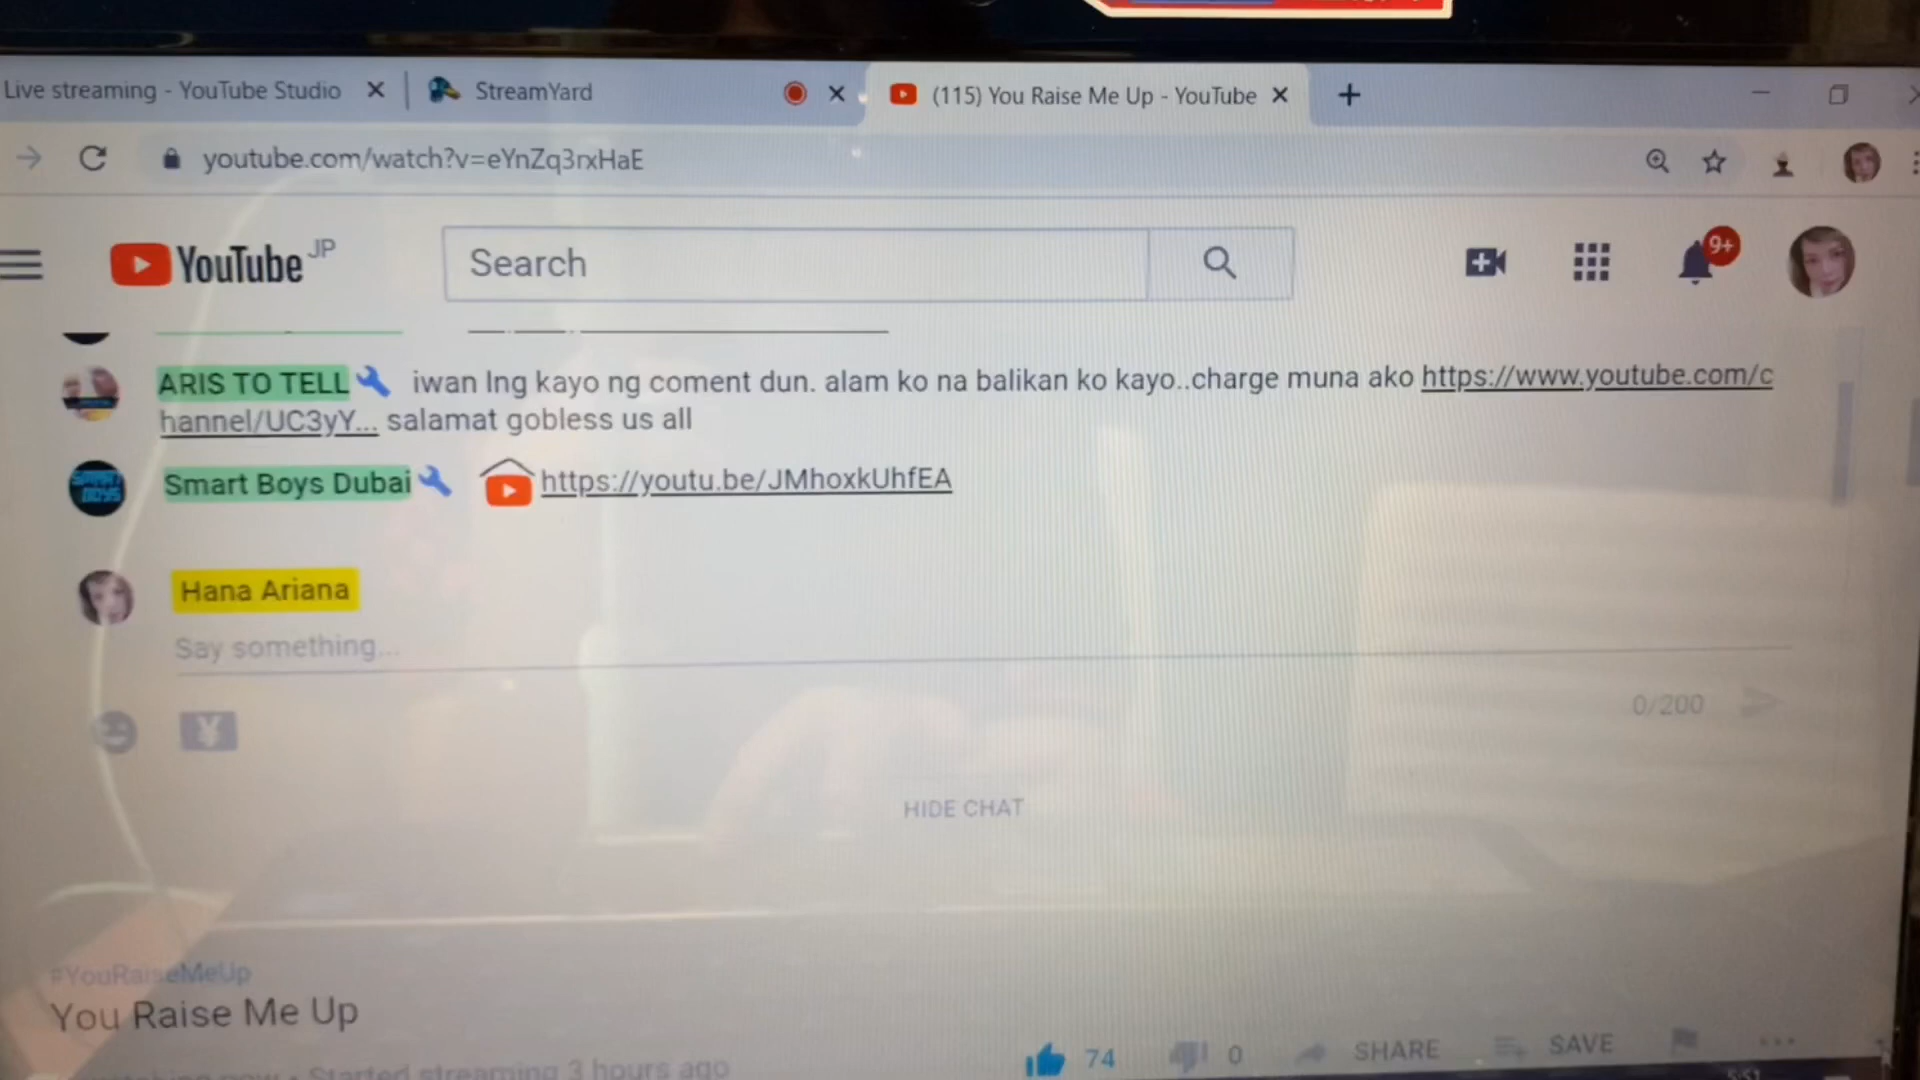 Live streaming - YouTube Studio
StreamYard
(115) You Raise Me Up - YouTube
youtube.com/watch?v=eYnZq3rxHaE
YouTube JP
Search
9+
ARIS TO TELL iwan lng kayo ng coment dun. alam ko na balikan ko kayo..charge muna ako https://www.youtube.com/c
hannel/UC3yY... salamat gobless us all
Smart Boys Dubai https://youtu.be/JMhoxkUhfEA
Hana Ariana
Say something...
0/200
¥
HIDE CHAT
#YouRaiseMeUp
You Raise Me Up
74 0 SHARE SAVE
watching now • Started streaming 3 hours ago
5:51